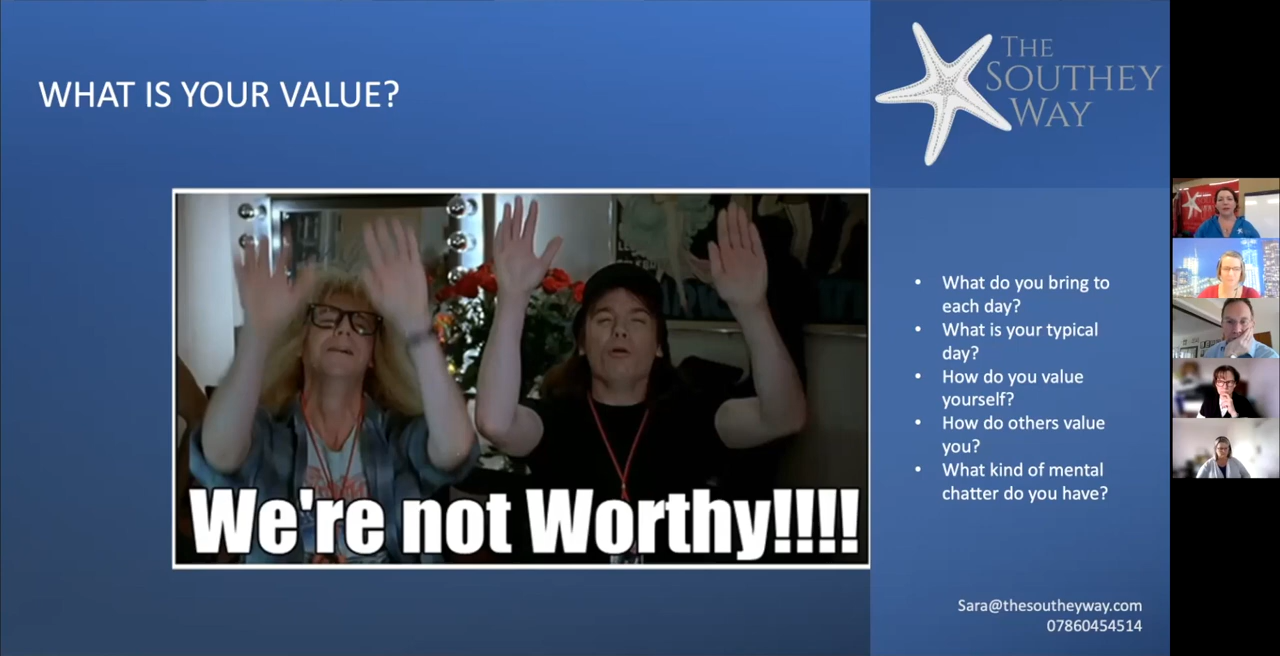 WHAT IS YOUR VALUE?
THE
SOUTHEY
WAY
We're not Worthy!!!!
• What do you bring to
each day?
• What is your typical
day?
• How do you value
yourself?
• How do others value
you?
• What kind of mental
chatter do you have?
Sara@thesoutheyway.com
07860454514